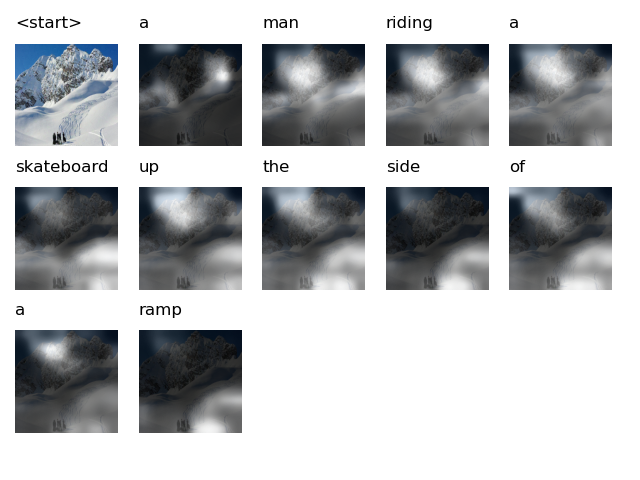 <start> a man riding a
skateboard up the side of
a ramp